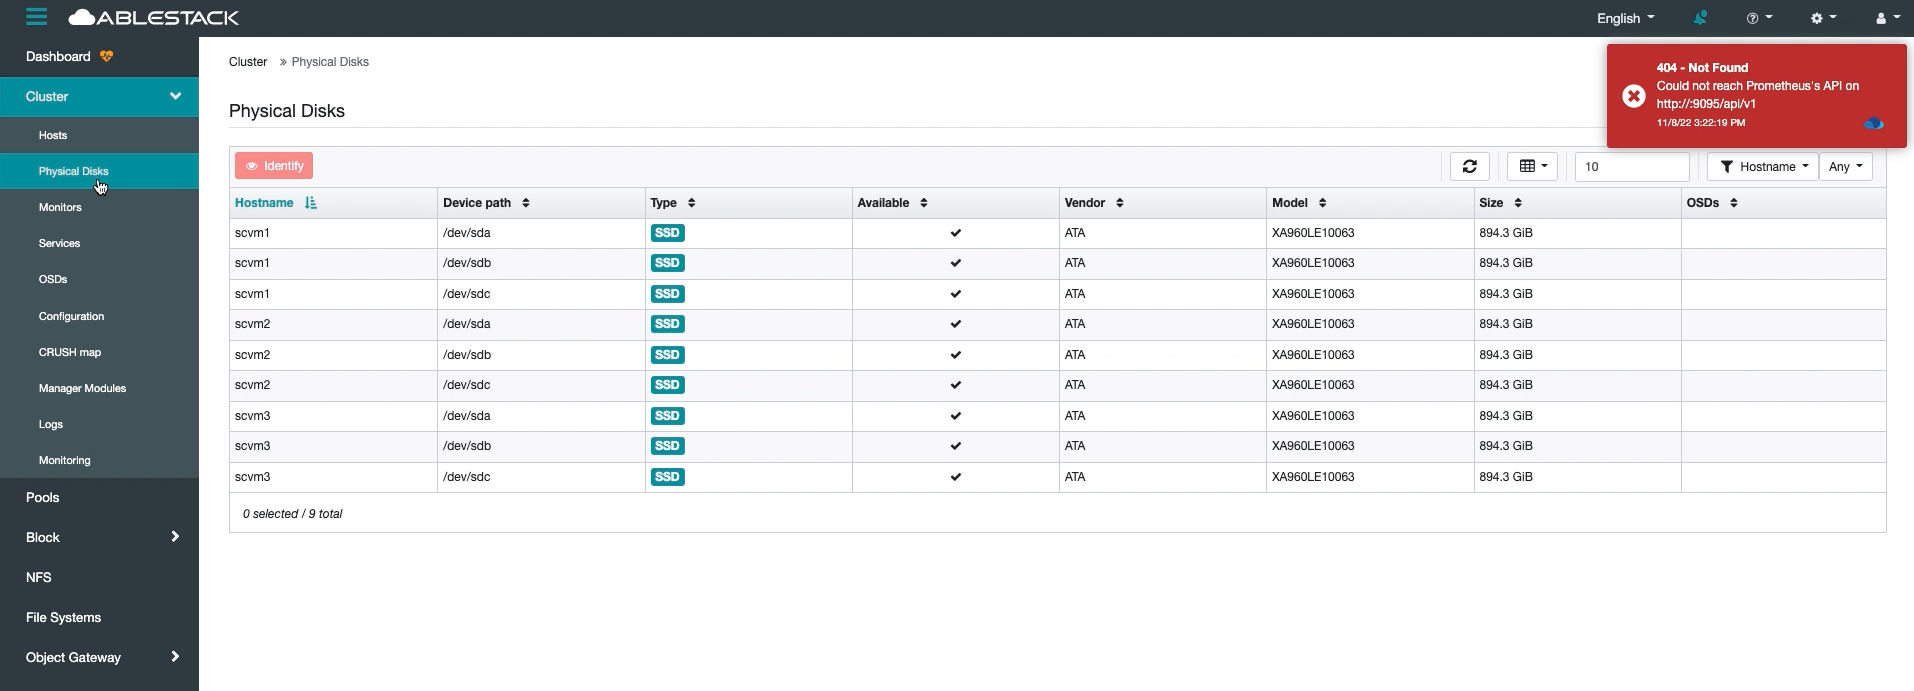 ABLESTACK
English
Dashboard
Cluster
Hosts
Physical Disks
Monitors
Services
OSDs
Configuration
CRUSH map
Manager Modules
Logs
Monitoring
Pools
Block
NFS
File Systems
Object Gateway
Cluster » Physical Disks
Physical Disks
404 - Not Found
Could not reach Prometheus's API on
http://:9095/api/v1
11/8/22 3:22:19 PM
Identify
10
Hostname
Any
Hostname Device path Type Available Vendor Model Size OSDs
scvm1 /dev/sda SSD ATA XA960LE10063 894.3 GiB
scvm1 /dev/sdb SSD ATA XA960LE10063 894.3 GiB
scvm1 /dev/sdc SSD ATA XA960LE10063 894.3 GiB
scvm2 /dev/sda SSD ATA XA960LE10063 894.3 GiB
scvm2 /dev/sdb SSD ATA XA960LE10063 894.3 GiB
scvm2 /dev/sdc SSD ATA XA960LE10063 894.3 GiB
scvm3 /dev/sda SSD ATA XA960LE10063 894.3 GiB
scvm3 /dev/sdb SSD ATA XA960LE10063 894.3 GiB
scvm3 /dev/sdc SSD ATA XA960LE10063 894.3 GiB
0 selected / 9 total